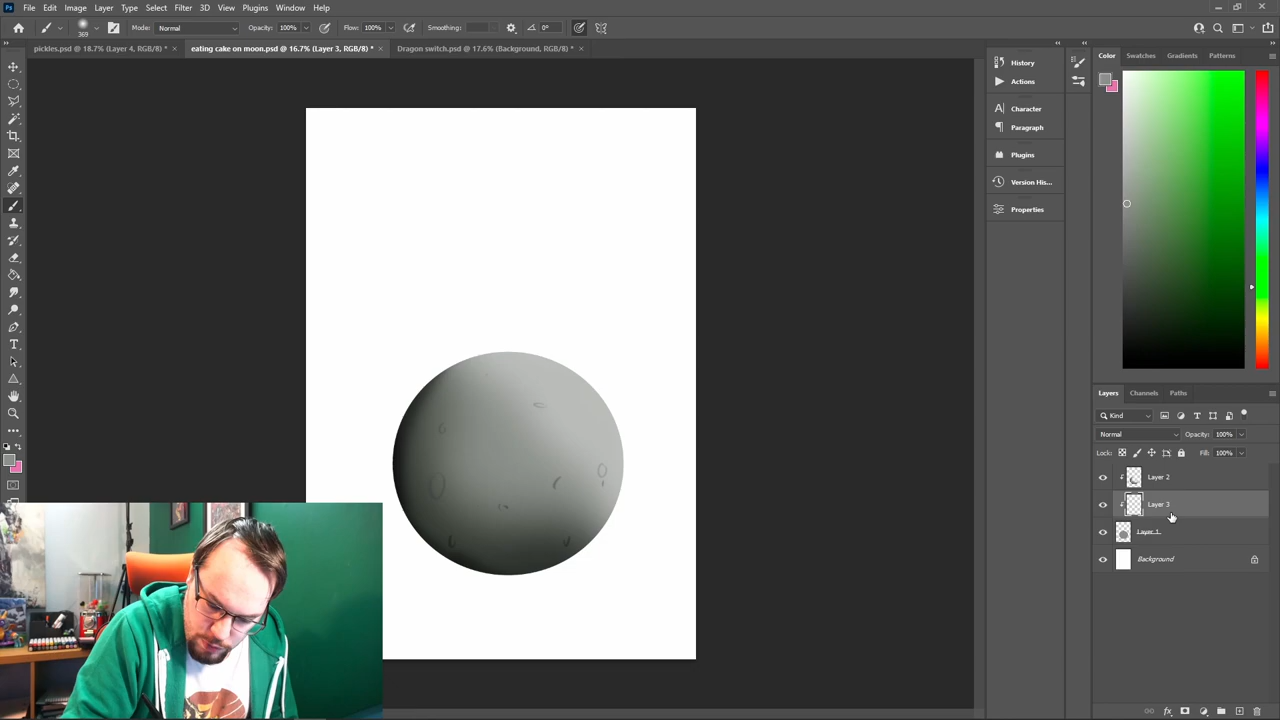 Ps File Edit Image Layer Type Select Filter 3D View Plugins Window Help
369 Mode: Normal Opacity: 100% Flow: 100% Smoothing: 0°
pickles.psd @ 18.7% (Layer 4, RGB/8) * × eating cake on moon.psd @ 16.7% (Layer 3, RGB/8) * × Dragon switch.psd @ 17.6% (Background, RGB/8) * ×
History
Actions
Character
Paragraph
Plugins
Version His...
Properties
Color Swatches Gradients Patterns
Layers Channels Paths
Kind
Normal Opacity: 100%
Lock: Fill: 100%
Layer 2
Layer 3
Layer 1
Background